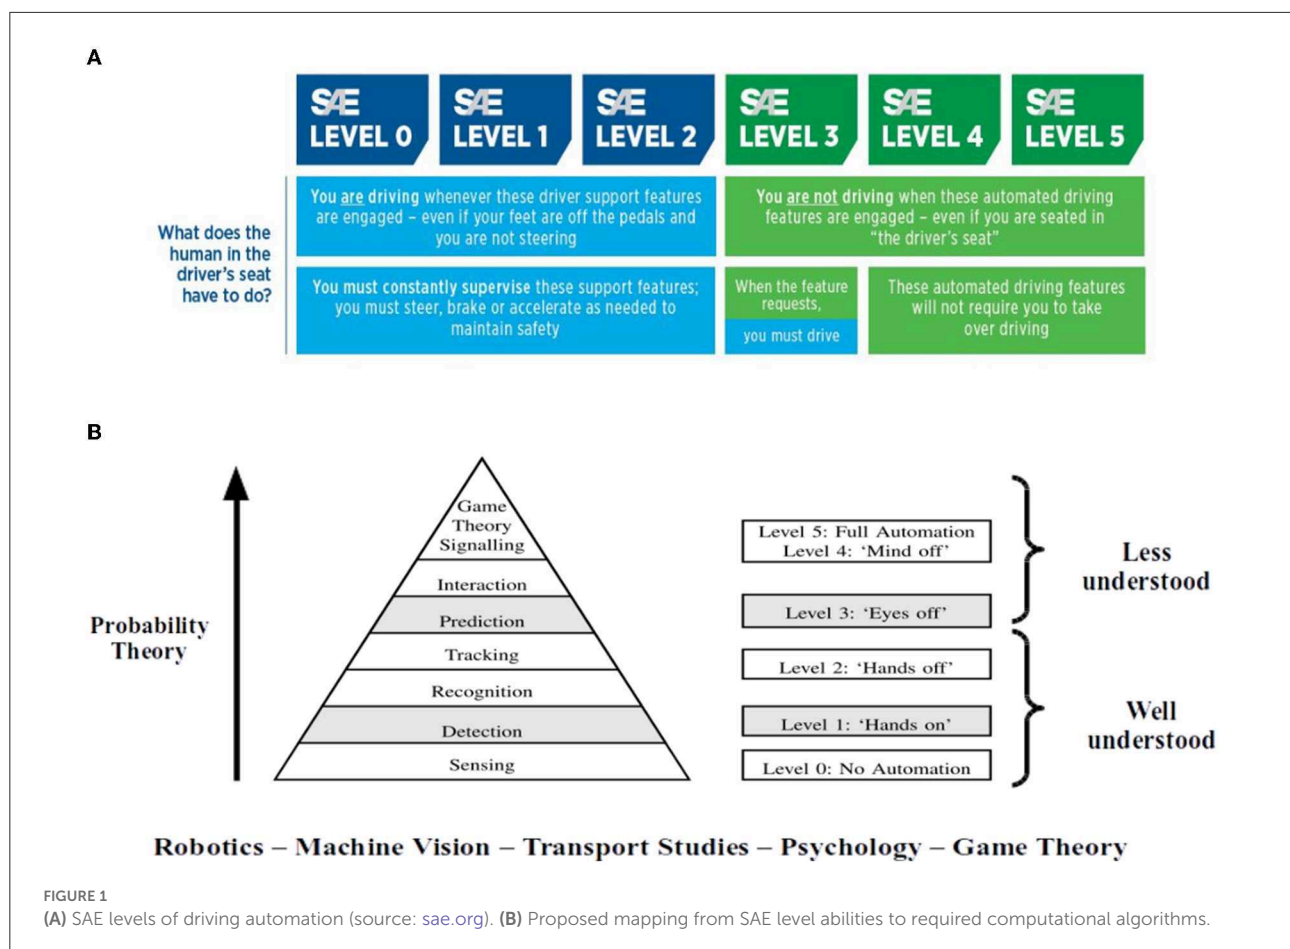 A
SAE
LEVEL 0
SAE
LEVEL 1
SAE
LEVEL 2
SAE
LEVEL 3
SAE
LEVEL 4
SAE
LEVEL 5
What does the
human in the
driver's seat
have to do?
You are driving whenever these driver support features
are engaged – even if your feet are off the pedals and
you are not steering
You are not driving when these automated driving
features are engaged – even if you are seated in
“the driver's seat”
You must constantly supervise these support features;
you must steer, brake or accelerate as needed to
maintain safety
When the feature
requests,
you must drive
These automated driving features
will not require you to take
over driving
B
Probability
Theory
Game
Theory
Signalling
Interaction
Prediction
Tracking
Recognition
Detection
Sensing
Level 5: Full Automation
Level 4: ‘Mind off’
Level 3: ‘Eyes off’
Level 2: ‘Hands off’
Level 1: ‘Hands on’
Level 0: No Automation
Less
understood
Well
understood
Robotics – Machine Vision – Transport Studies – Psychology – Game Theory
FIGURE 1
(A) SAE levels of driving automation (source: sae.org). (B) Proposed mapping from SAE level abilities to required computational algorithms.